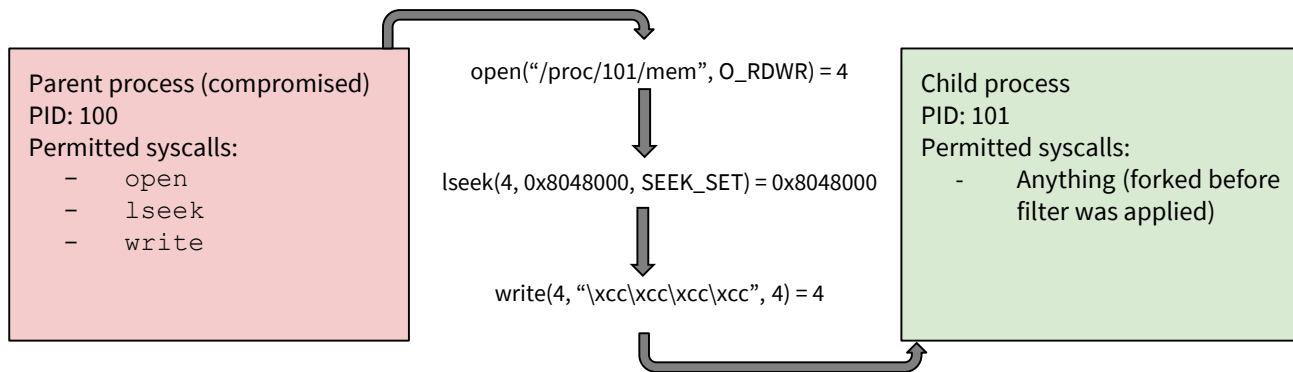 Parent process (compromised)
PID: 100
Permitted syscalls:
– open
– lseek
– write
open(“/proc/101/mem”, O_RDWR) = 4
lseek(4, 0x8048000, SEEK_SET) = 0x8048000
write(4, “\xcc\xcc\xcc\xcc”, 4) = 4
Child process
PID: 101
Permitted syscalls:
- Anything (forked before
filter was applied)